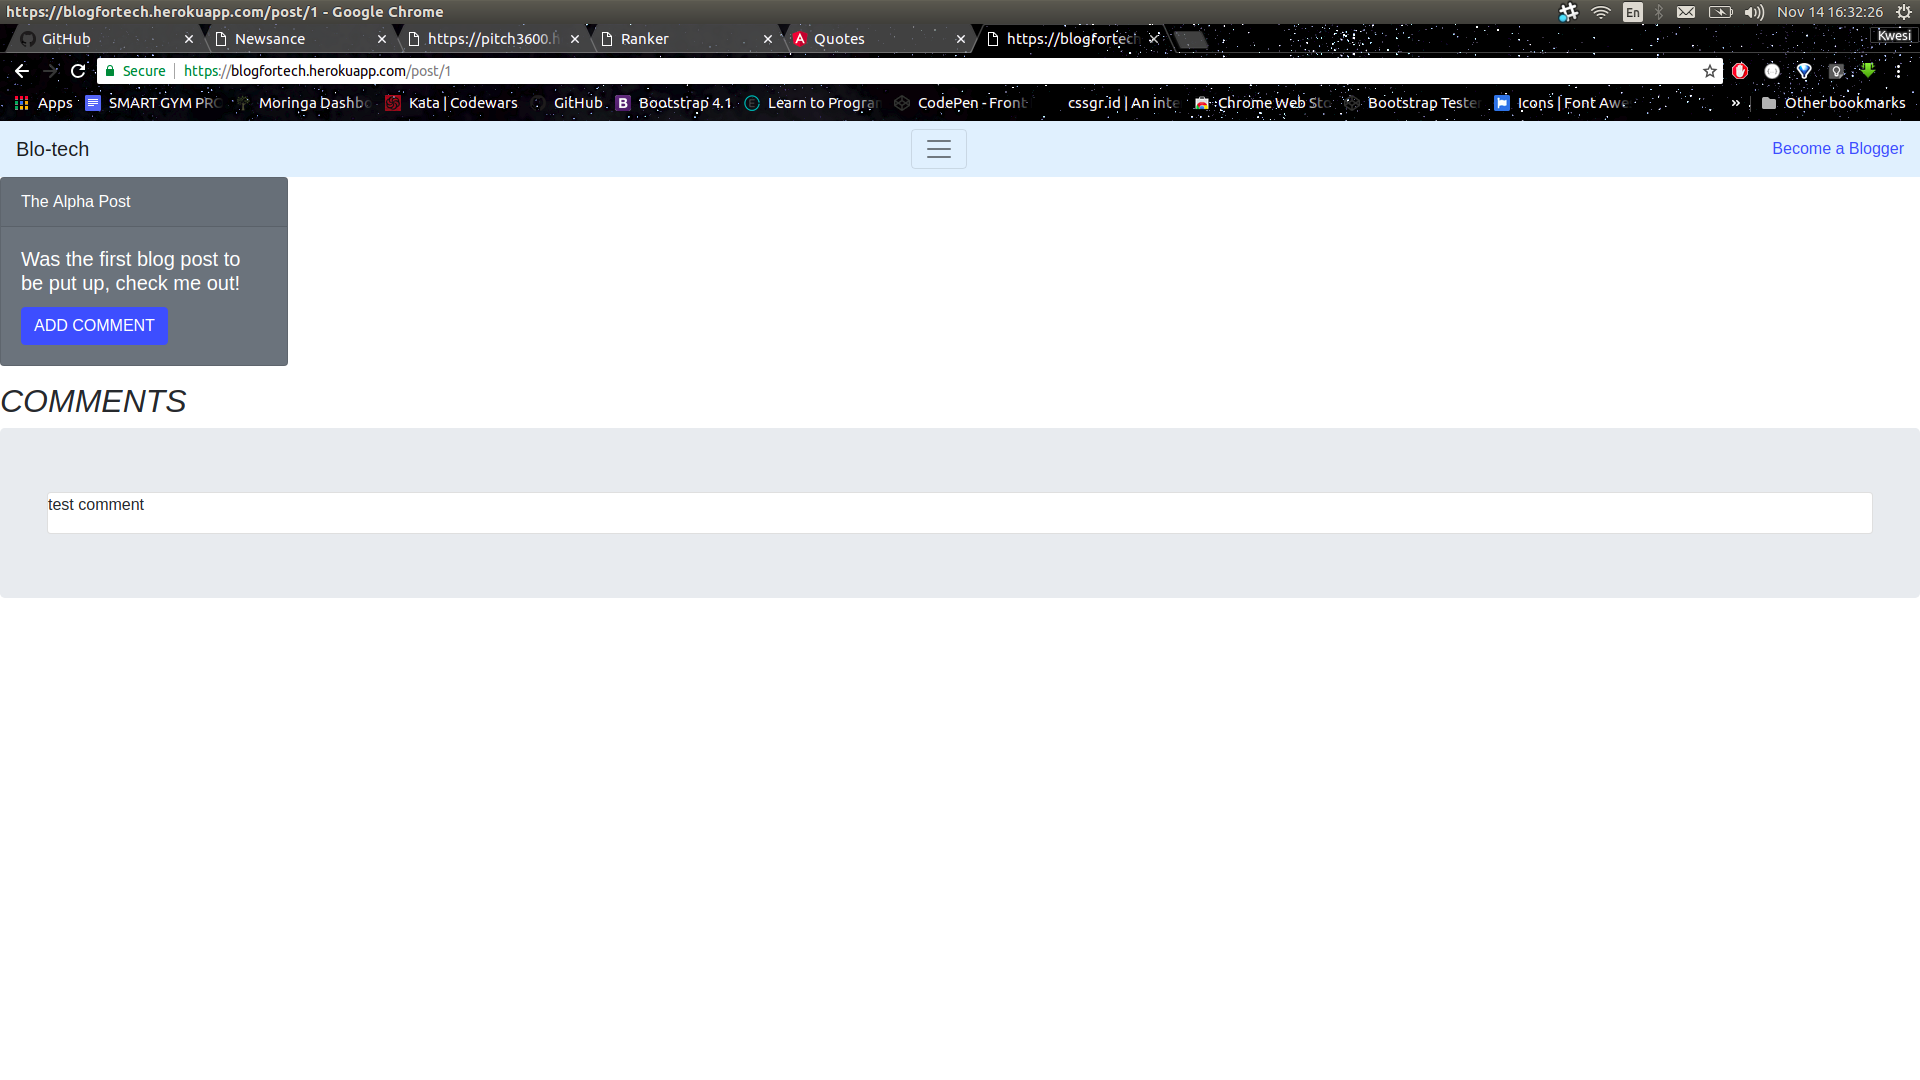 https://blogfortech.herokuapp.com/post/1 - Google Chrome
En
Nov 14 16:32:26
GitHub
Newsance
https://pitch3600.h
Ranker
Quotes
https://blogfortech
Kwesi
Secure
https://blogfortech.herokuapp.com/post/1
Apps
SMART GYM PRO
Moringa Dashbo
Kata | Codewars
GitHub
Bootstrap 4.1
Learn to Program
CodePen - Front
cssgr.id | An inte
Chrome Web Sto
Bootstrap Tester
Icons | Font Awe
»
Other bookmarks
Blo-tech
Become a Blogger
The Alpha Post
Was the first blog post to
be put up, check me out!
ADD COMMENT
COMMENTS
test comment